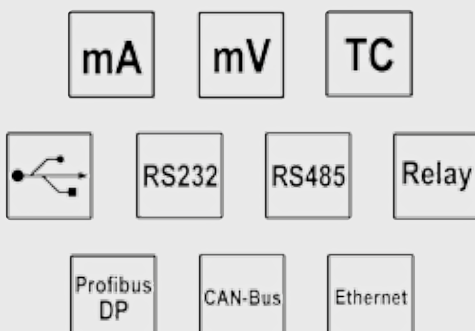 mA mV TC
RS232 RS485 Relay
Profibus
DP
CAN-Bus Ethernet